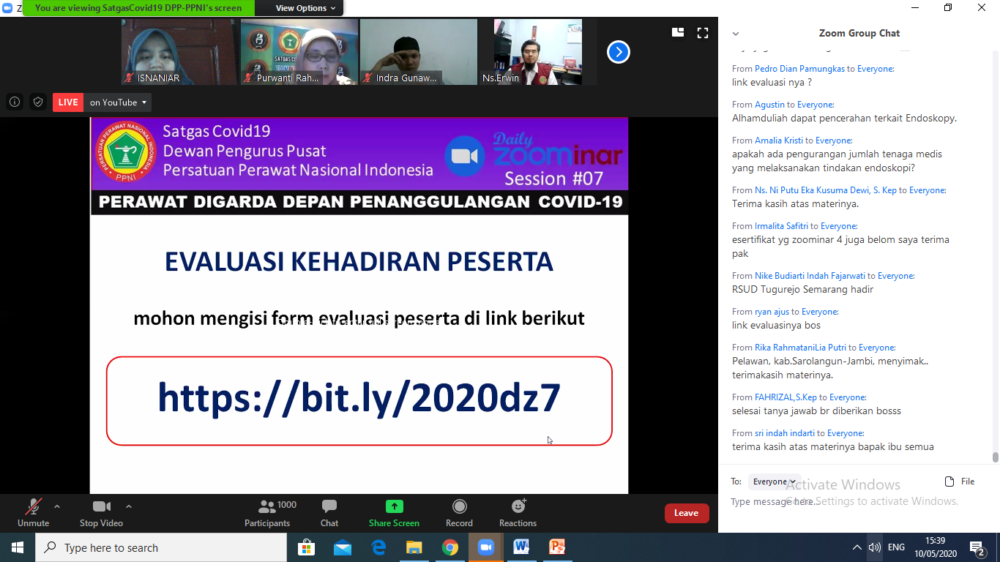 You are viewing SatgasCovid19 DPP-PPNI's screen
View Options
Z
ISNANIAR
Purwanti Rah...
Indra Gunaw...
Ns.Erwin
SATGAS CO
LIVE
on YouTube
PERSATUAN PERAWAT NASIONAL INDONESIA
PPNI
Satgas Covid19
Dewan Pengurus Pusat
Persatuan Perawat Nasional Indonesia
Daily
zoominar
Session #07
PERAWAT DIGARDA DEPAN PENANGGULANGAN COVID-19
EVALUASI KEHADIRAN PESERTA
mohon mengisi form evaluasi peserta di link berikut
https://bit.ly/2020dz7
Unmute
Stop Video
1000
Participants
Chat
Share Screen
Record
Reactions
Leave
Zoom Group Chat
From Pedro Dian Pamungkas to Everyone:
link evaluasi nya ?
From Agustin to Everyone:
Alhamduliah dapat pencerahan terkait Endoskopy.
From Amalia Kristi to Everyone:
apakah ada pengurangan jumlah tenaga medis
yang melaksanakan tindakan endoskopi?
From Ns. Ni Putu Eka Kusuma Dewi, S. Kep to Everyone:
Terima kasih atas materinya.
From Irmalita Safitri to Everyone:
esertifikat yg zoominar 4 juga belom saya terima
pak
From Nike Budiarti Indah Fajarwati to Everyone:
RSUD Tugurejo Semarang hadir
From ryan ajus to Everyone:
link evaluasinya bos
From Rika RahmataniLia Putri to Everyone:
Pelawan, kab.Sarolangun-Jambi, menyimak..
terimakasih materinya.
From FAHRIZAL,S.Kep to Everyone:
selesai tanya jawab br diberikan bosss
From sri indah indarti to Everyone:
terima kasih atas materinya bapak ibu semua
To: Everyone
File
Type message here...
Activate Windows
Go to Settings to activate Windows.
Type here to search
ENG
15:39
10/05/2020
2